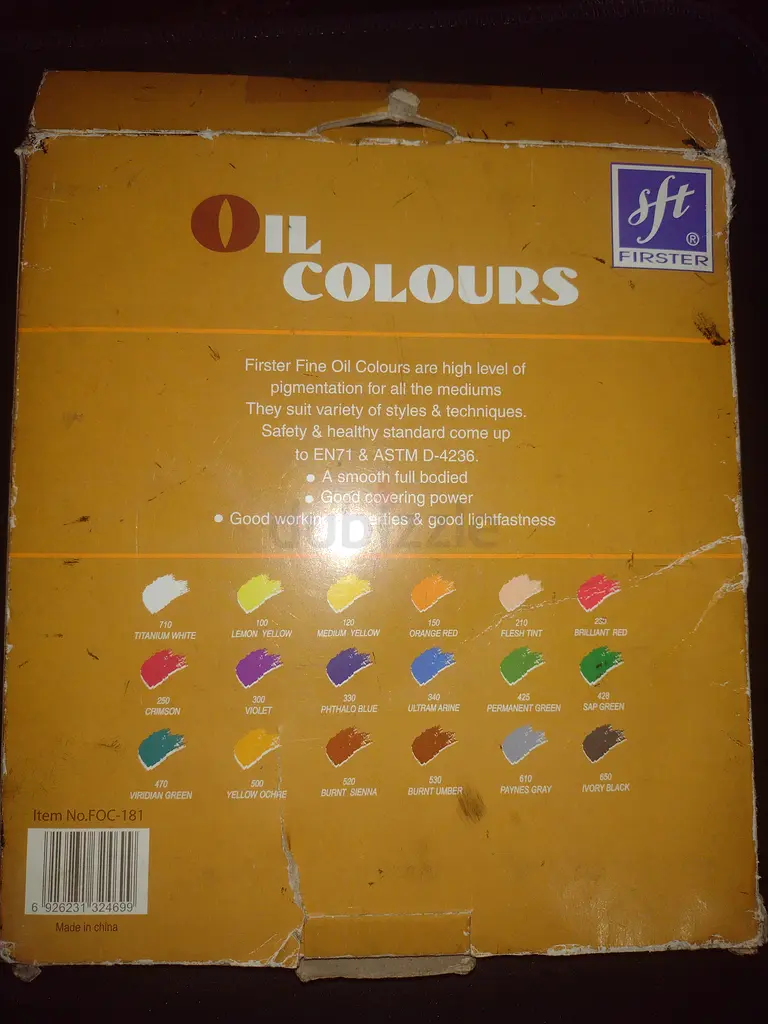 OIL
COLOURS
sft
®
FIRSTER
Firster Fine Oil Colours are high level of
pigmentation for all the mediums
They suit variety of styles & techniques.
Safety & healthy standard come up
to EN71 & ASTM D-4236.
• A smooth full bodied
• Good covering power
• Good & good lightfastness
dubizzle
710 100 120 150 210
TITANIUM WHITE LEMON YELLOW MEDIUM YELLOW ORANGE RED FLESH TINT BRILLIANT RED
250 300 330 340 425 428
CRIMSON VIOLET PHTHALO BLUE ULTRAMARINE PERMANENT GREEN SAP GREEN
470 500 520 530 610 650
VIRIDIAN GREEN YELLOW OCHRE BURNT SIENNA BURNT UMBER PAYNES GRAY IVORY BLACK
Item No.FOC-181
6 926231 324699
Made in china